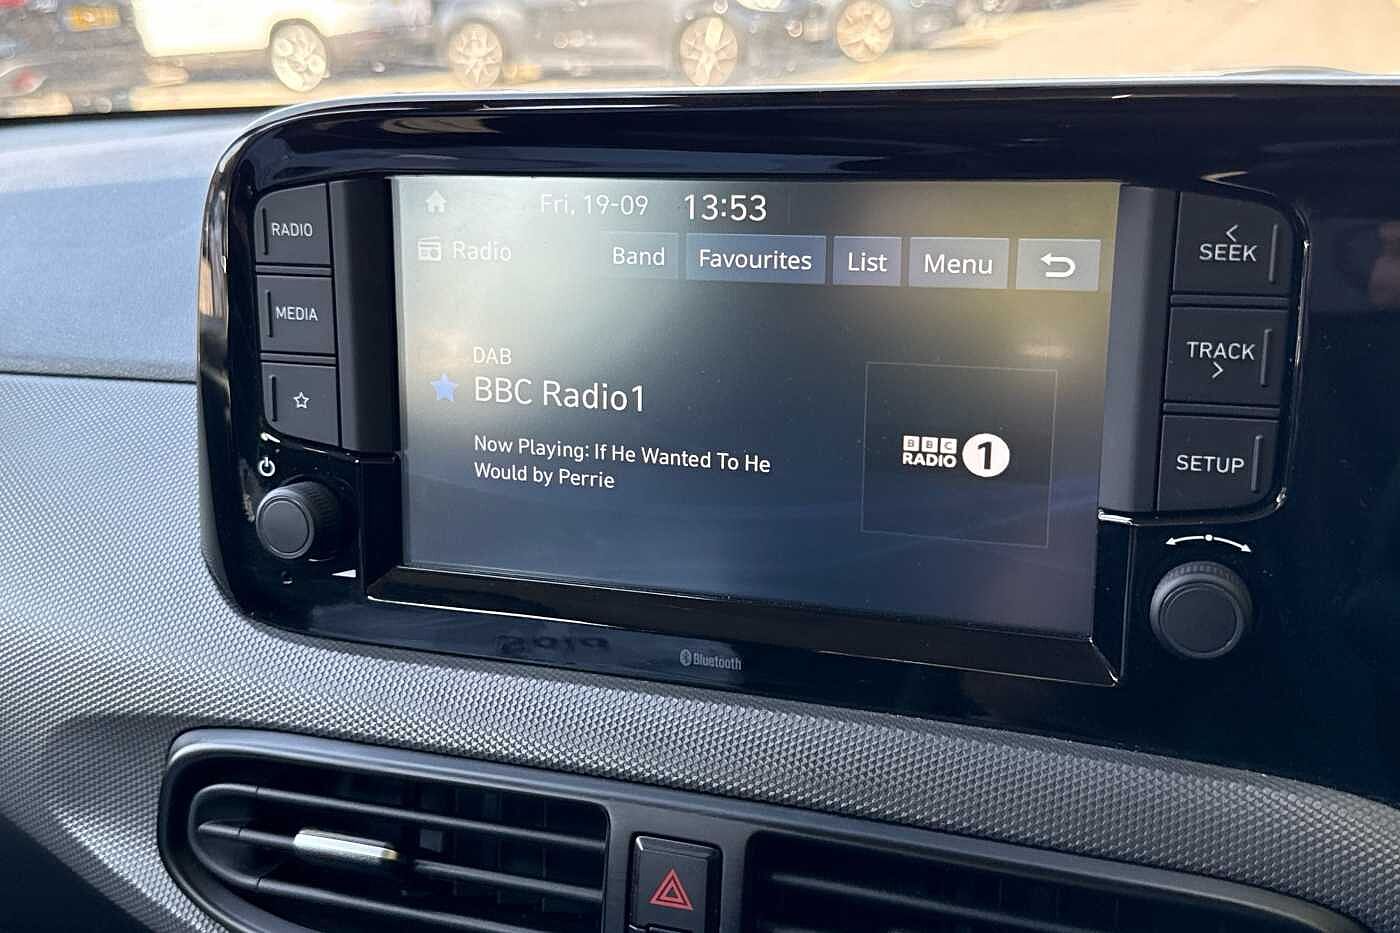 Fri, 19-09 13:53
Radio Band Favourites List Menu
RADIO
MEDIA
DAB
BBC Radio1
Now Playing: If He Wanted To He
Would by Perrie
BBC
RADIO 1
< SEEK
TRACK >
SETUP
Bluetooth